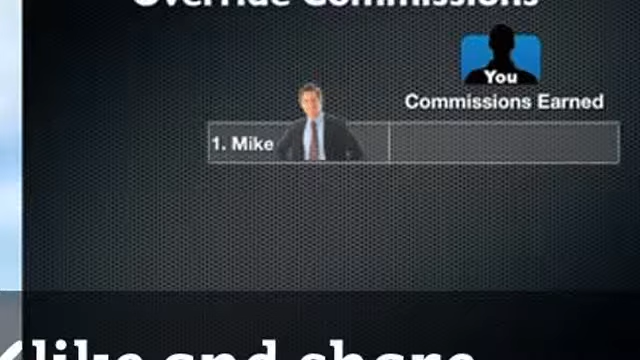 Override Commissions
You
Commissions Earned
1. Mike
like and share